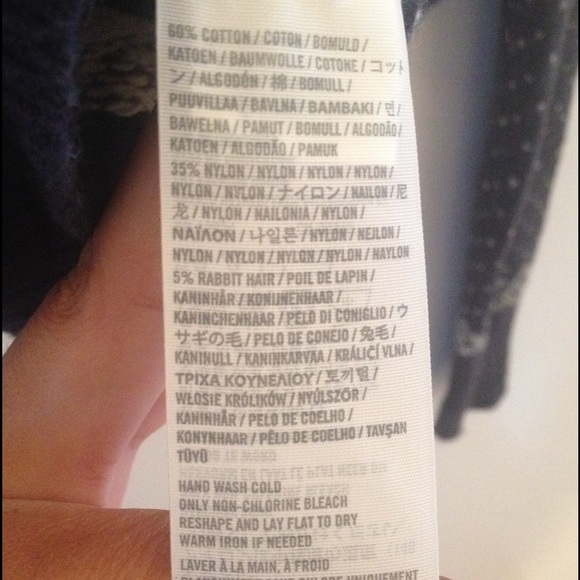 60% COTTON / COTON / BOMULD /
KATOEN / BAUMWOLLE / COTONE / コット
ン / ALGODÓN / 棉 / BOMULL /
PUUVILLAA / BAVLNA / BAMBAKI / 면 /
BAWEŁNA / PAMUT / BOMULL / ALGODÃO /
KATOEN / ALGODÃO / PAMUK
35% NYLON / NYLON / NYLON / NYLON /
NYLON / NYLON / ナイロン / NAILON / 尼
龙 / NYLON / NAILONIA / NYLON /
ΝΑΪΛΟΝ / 나일론 / NYLON / NEJLON /
NYLON / NYLON / NYLON / NYLON / NAYLON
5% RABBIT HAIR / POIL DE LAPIN /
KANINHÅR / KONIJNENHAAR /
KANINCHENHAAR / PELO DI CONIGLIO / ウ
サギの毛 / PELO DE CONEJO / 兔毛 /
KANINULL / KANINKARVAA / KRÁLIČÍ VLNA /
ΤΡΙΧΑ ΚΟΥΝΕΛΙΟΥ / 토끼털 /
WŁOSIE KRÓLIKÓW / NYÚLSZŐR /
KANINHÅR / PELO DE COELHO /
KONYNHAAR / PÊLO DE COELHO / TAVŞAN
TÜYÜ
HAND WASH COLD
ONLY NON-CHLORINE BLEACH
RESHAPE AND LAY FLAT TO DRY
WARM IRON IF NEEDED
LAVER À LA MAIN, À FROID
BLANCHIMENT SANS CHLORE UNIQUEMENT